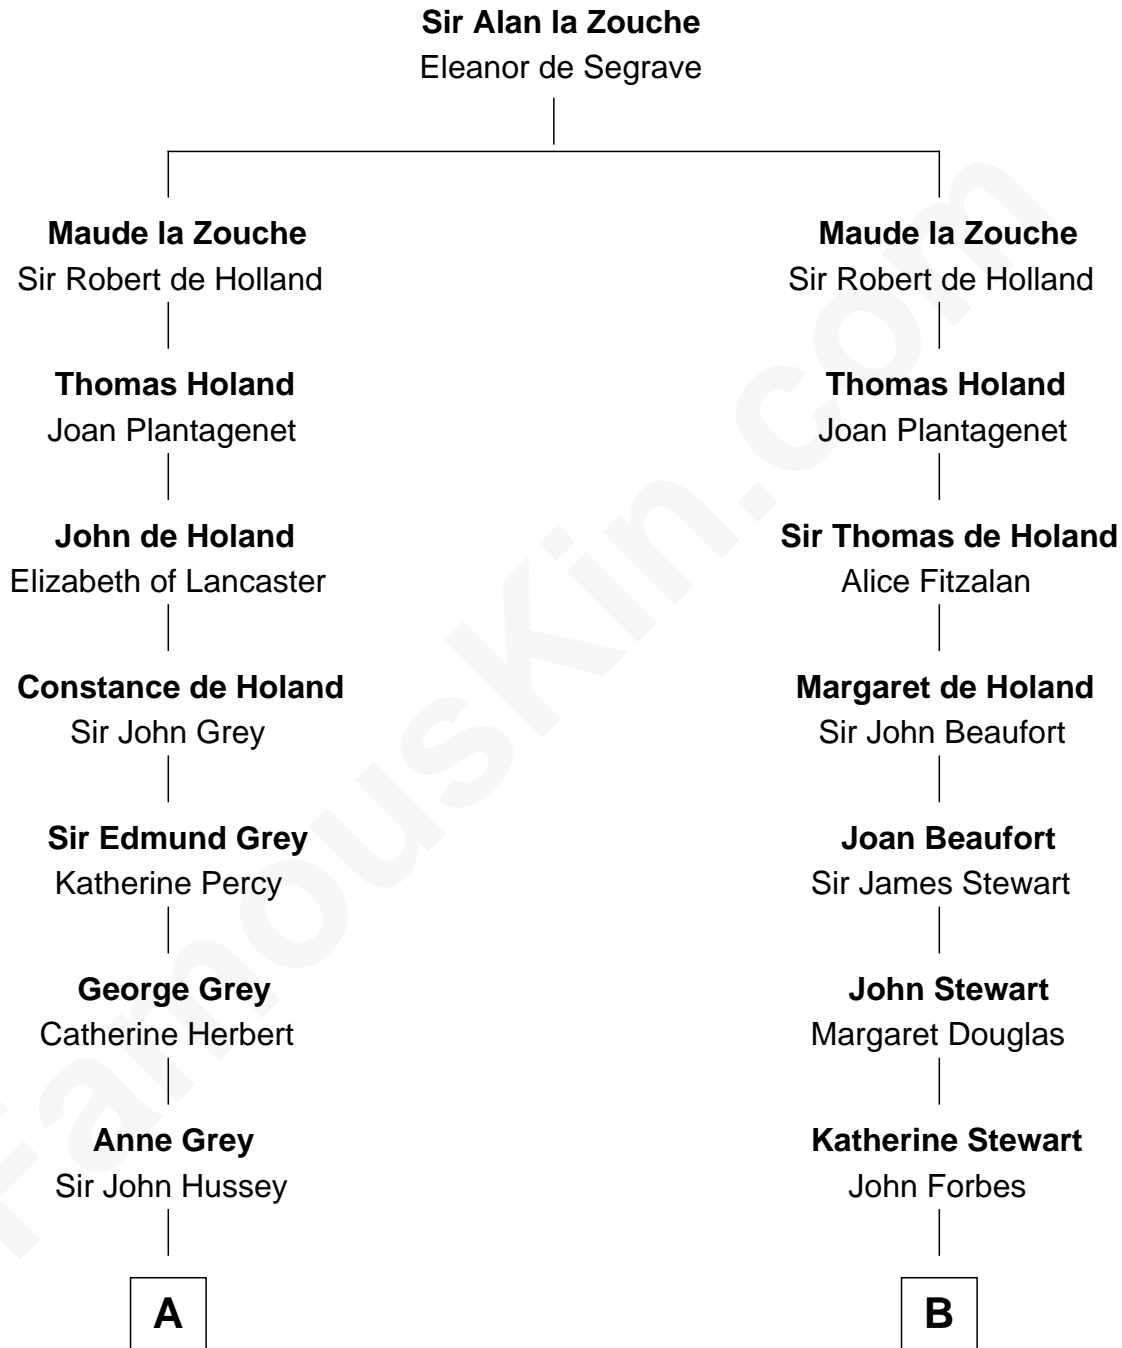 Sir Alan la Zouche
Eleanor de Segrave
Maude la Zouche
Sir Robert de Holland
Maude la Zouche
Sir Robert de Holland
Thomas Holand
Joan Plantagenet
Thomas Holand
Joan Plantagenet
John de Holand
Elizabeth of Lancaster
Sir Thomas de Holand
Alice Fitzalan
Constance de Holand
Sir John Grey
Margaret de Holand
Sir John Beaufort
Sir Edmund Grey
Katherine Percy
Joan Beaufort
Sir James Stewart
George Grey
Catherine Herbert
John Stewart
Margaret Douglas
Anne Grey
Sir John Hussey
Katherine Stewart
John Forbes
A
B
FamousKin.com